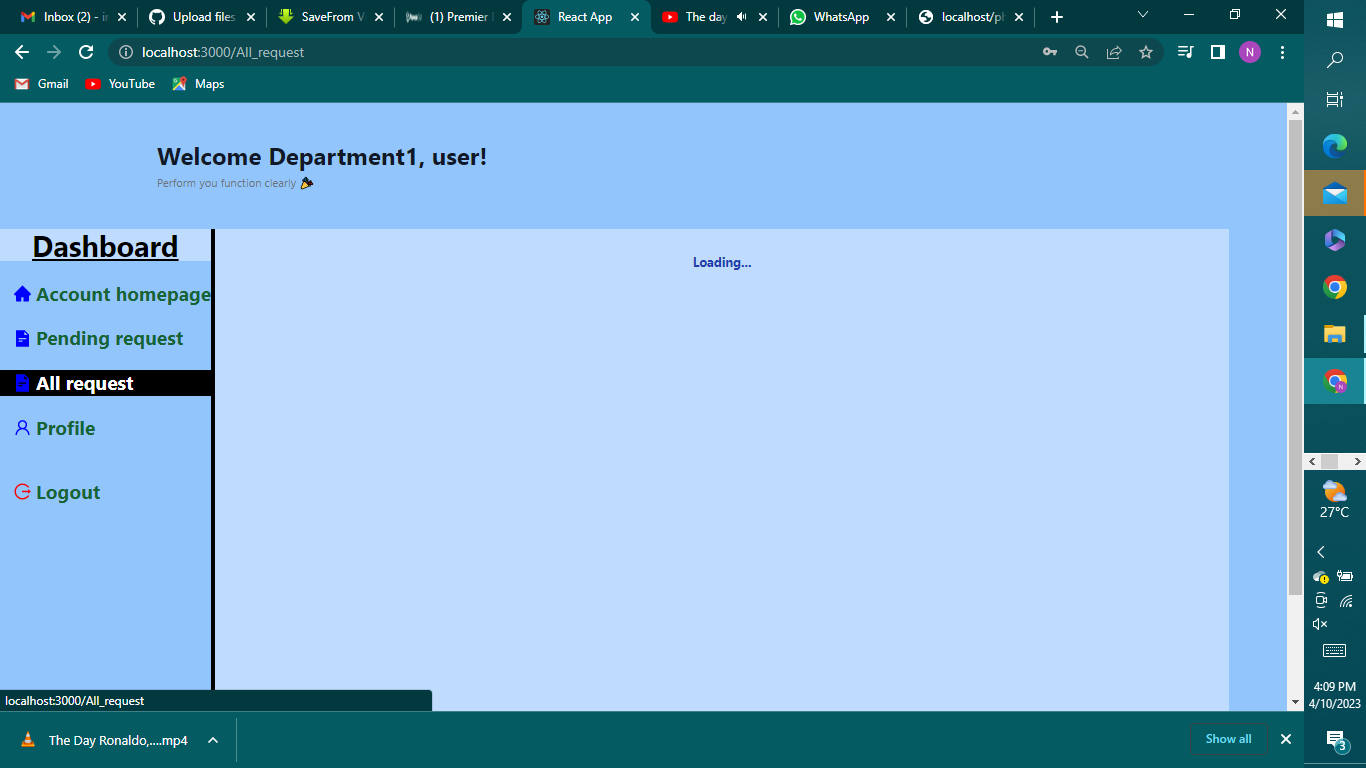 Inbox (2) - in
Upload files
SaveFrom V
(1) Premier
React App
The day
WhatsApp
localhost/ph
localhost:3000/All_request
N
Gmail
YouTube
Maps
Welcome Department1, user!
Perform you function clearly
Dashboard
Loading...
Account homepage
Pending request
All request
Profile
Logout
localhost:3000/All_request
The Day Ronaldo,....mp4
Show all
27°C
4:09 PM
4/10/2023
3